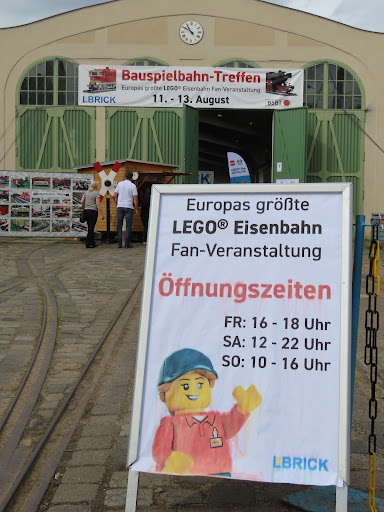 Bauspielbahn-Treffen
Europas größte LEGO® Eisenbahn Fan-Veranstaltung
11. - 13. August
LBRICK
Europas größte
LEGO® Eisenbahn
Fan-Veranstaltung
Öffnungszeiten
FR: 16 - 18 Uhr
SA: 12 - 22 Uhr
SO: 10 - 16 Uhr
LBRICK